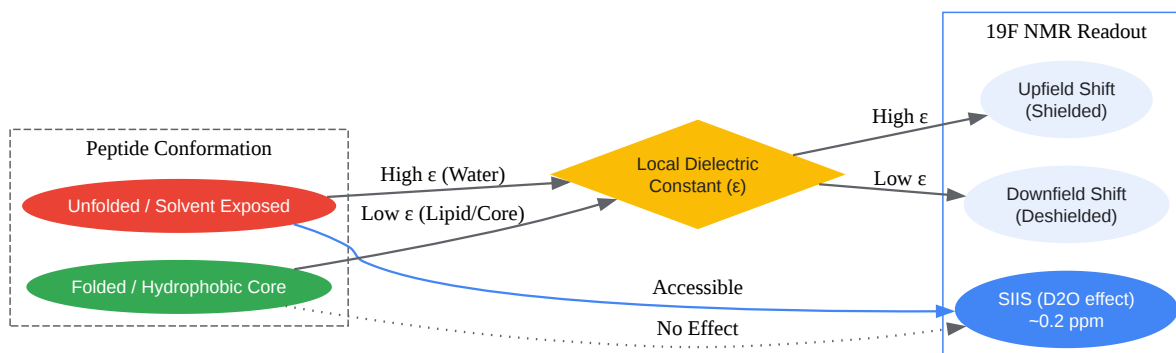 19F NMR Readout
Upfield Shift
(Shielded)
High ε
Peptide Conformation
High ε (Water)
Local Dielectric
Constant (ε)
Low ε
Unfolded / Solvent Exposed
Low ε (Lipid/Core)
Downfield Shift
(Deshielded)
Folded / Hydrophobic Core
Accessible
SIIS (D2O effect)
~0.2 ppm
No Effect